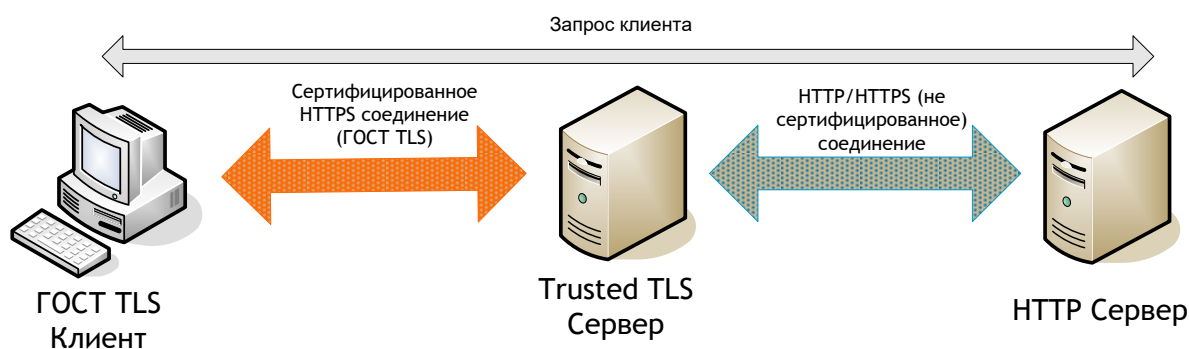 Запрос клиента
Сертифицированное
HTTPS соединение
(ГОСТ TLS)
HTTP/HTTPS (не
сертифицированное)
соединение
ГОСТ TLS
Клиент
Trusted TLS
Сервер
HTTP Сервер